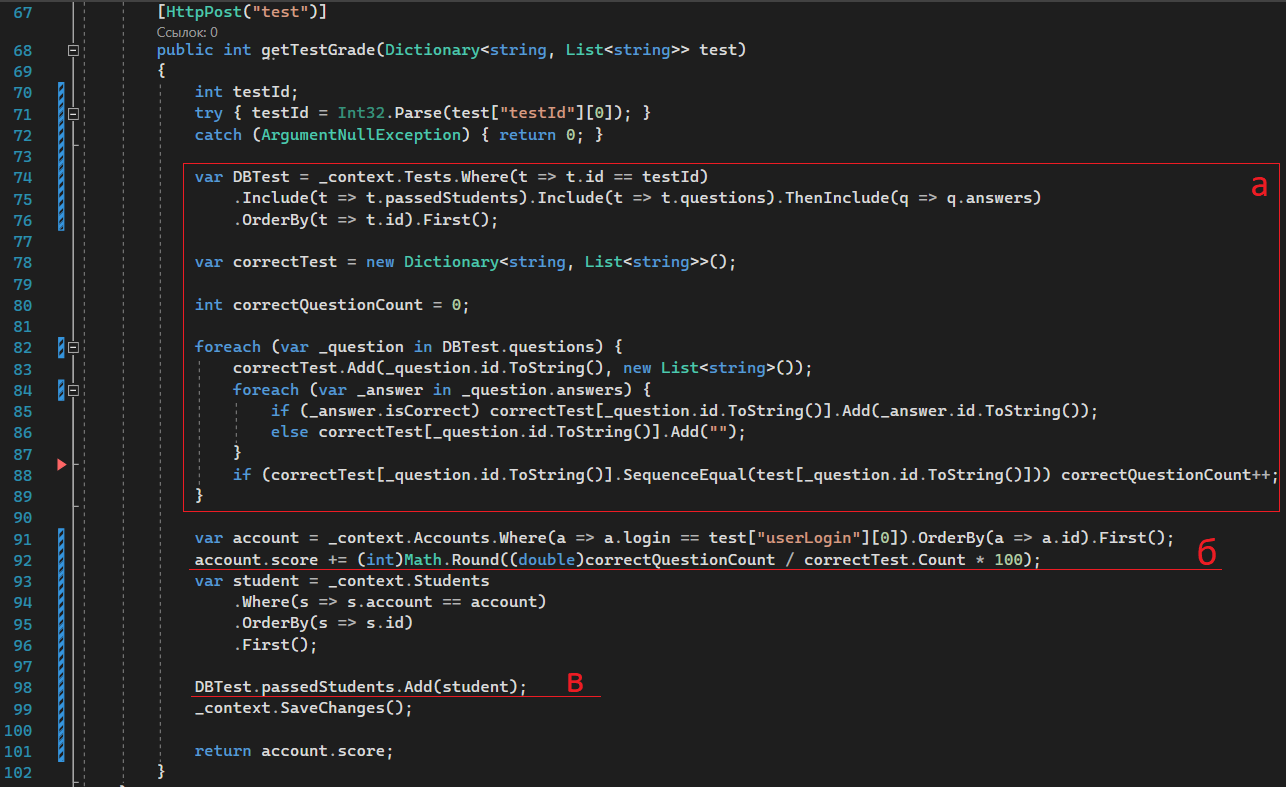 67 [HttpPost("test")]
Ссылок: 0
68 public int getTestGrade(Dictionary<string, List<string>> test)
69 {
70 int testId;
71 try { testId = Int32.Parse(test["testId"][0]); }
72 catch (ArgumentNullException) { return 0; }
73
74 var DBTest = _context.Tests.Where(t => t.id == testId)
75 .Include(t => t.passedStudents).Include(t => t.questions).ThenInclude(q => q.answers) а
76 .OrderBy(t => t.id).First();
77
78 var correctTest = new Dictionary<string, List<string>>();
79
80 int correctQuestionCount = 0;
81
82 foreach (var _question in DBTest.questions) {
83 correctTest.Add(_question.id.ToString(), new List<string>());
84 foreach (var _answer in _question.answers) {
85 if (_answer.isCorrect) correctTest[_question.id.ToString()].Add(_answer.id.ToString());
86 else correctTest[_question.id.ToString()].Add("");
87 }
88 if (correctTest[_question.id.ToString()].SequenceEqual(test[_question.id.ToString()])) correctQuestionCount++;
89 }
90
91 var account = _context.Accounts.Where(a => a.login == test["userLogin"][0]).OrderBy(a => a.id).First();
92 account.score += (int)Math.Round((double)correctQuestionCount / correctTest.Count * 100); б
93 var student = _context.Students
94 .Where(s => s.account == account)
95 .OrderBy(s => s.id)
96 .First();
97
98 DBTest.passedStudents.Add(student); в
99 _context.SaveChanges();
100
101 return account.score;
102 }